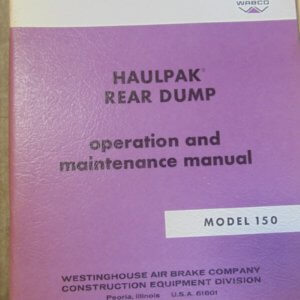 WABCO
HAULPAK®
REAR DUMP
operation and
maintenance manual
MODEL 150
WESTINGHOUSE AIR BRAKE COMPANY
CONSTRUCTION EQUIPMENT DIVISION
Peoria, Illinois U.S.A. 61601